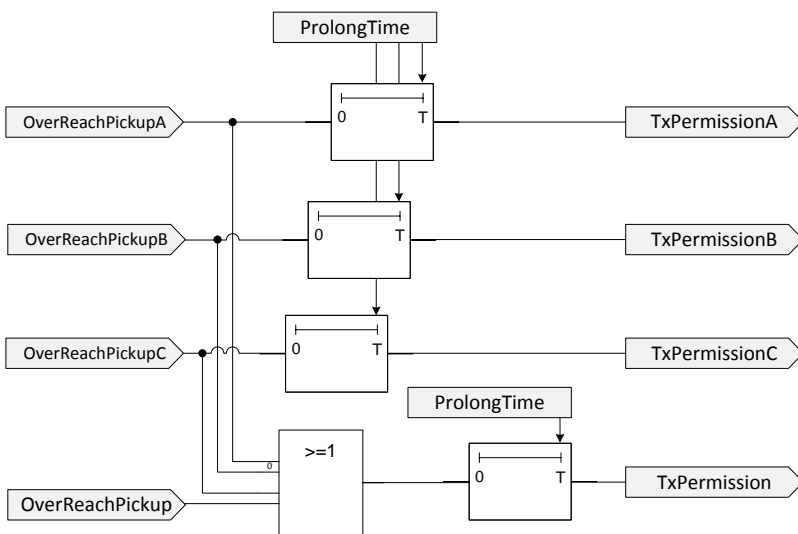 ProlongTime
0 T
OverReachPickupA
TxPermissionA
0 T
OverReachPickupB
TxPermissionB
0 T
OverReachPickupC
TxPermissionC
ProlongTime
>=1
0
0 T
OverReachPickup
TxPermission